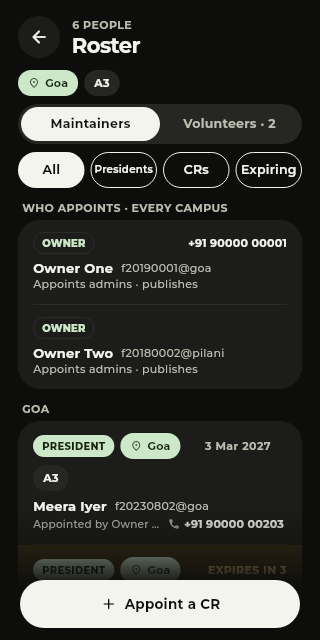 6 PEOPLE
Roster
Goa A3
Maintainers Volunteers · 2
All Presidents CRs Expiring
WHO APPOINTS · EVERY CAMPUS
OWNER +91 90000 00001
Owner One f20190001@goa
Appoints admins · publishes
OWNER
Owner Two f20180002@pilani
Appoints admins · publishes
GOA
PRESIDENT Goa 3 Mar 2027
A3
Meera Iyer f20230802@goa
Appointed by Owner ... +91 90000 00203
PRESIDENT Goa EXPIRES IN 3
+ Appoint a CR